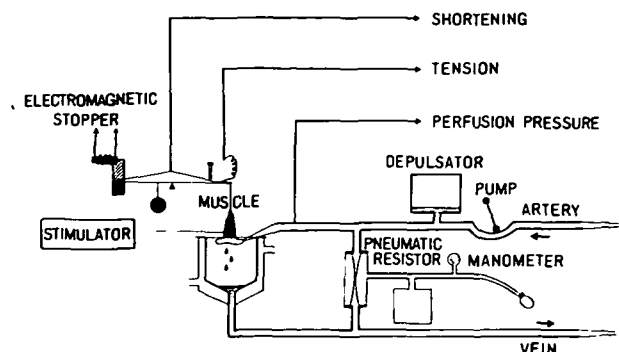 SHORTENING
TENSION
ELECTROMAGNETIC
STOPPER
PERFUSION PRESSURE
DEPULSATOR
PUMP
MUSCLE
ARTERY
STIMULATOR
PNEUMATIC
RESISTOR
MANOMETER
VEIN